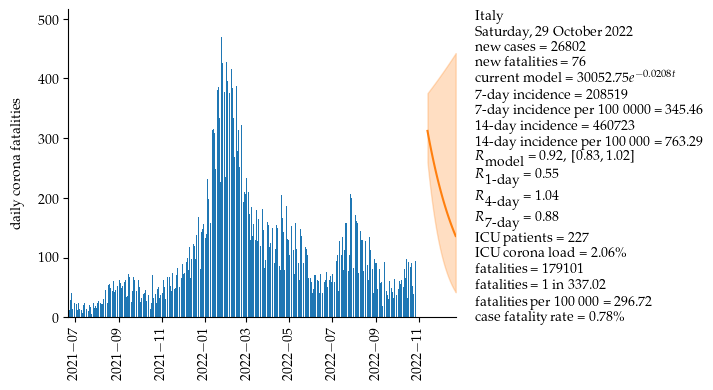 500
400
300
200
100
0
daily corona fatalities
2021−07
2021−09
2021−11
2022−01
2022−03
2022−05
2022−07
2022−09
2022−11
Italy
Saturday, 29 October 2022
new cases = 26802
new fatalities = 76
current model = 30052.75e^{−0.0208t}
7-day incidence = 208519
7-day incidence per 100 0000 = 345.46
14-day incidence = 460723
14-day incidence per 100 000 = 763.29
R_model = 0.92, [0.83, 1.02]
R_1-day = 0.55
R_4-day = 1.04
R_7-day = 0.88
ICU patients = 227
ICU corona load = 2.06%
fatalities = 179101
fatalities = 1 in 337.02
fatalities per 100 000 = 296.72
case fatality rate = 0.78%